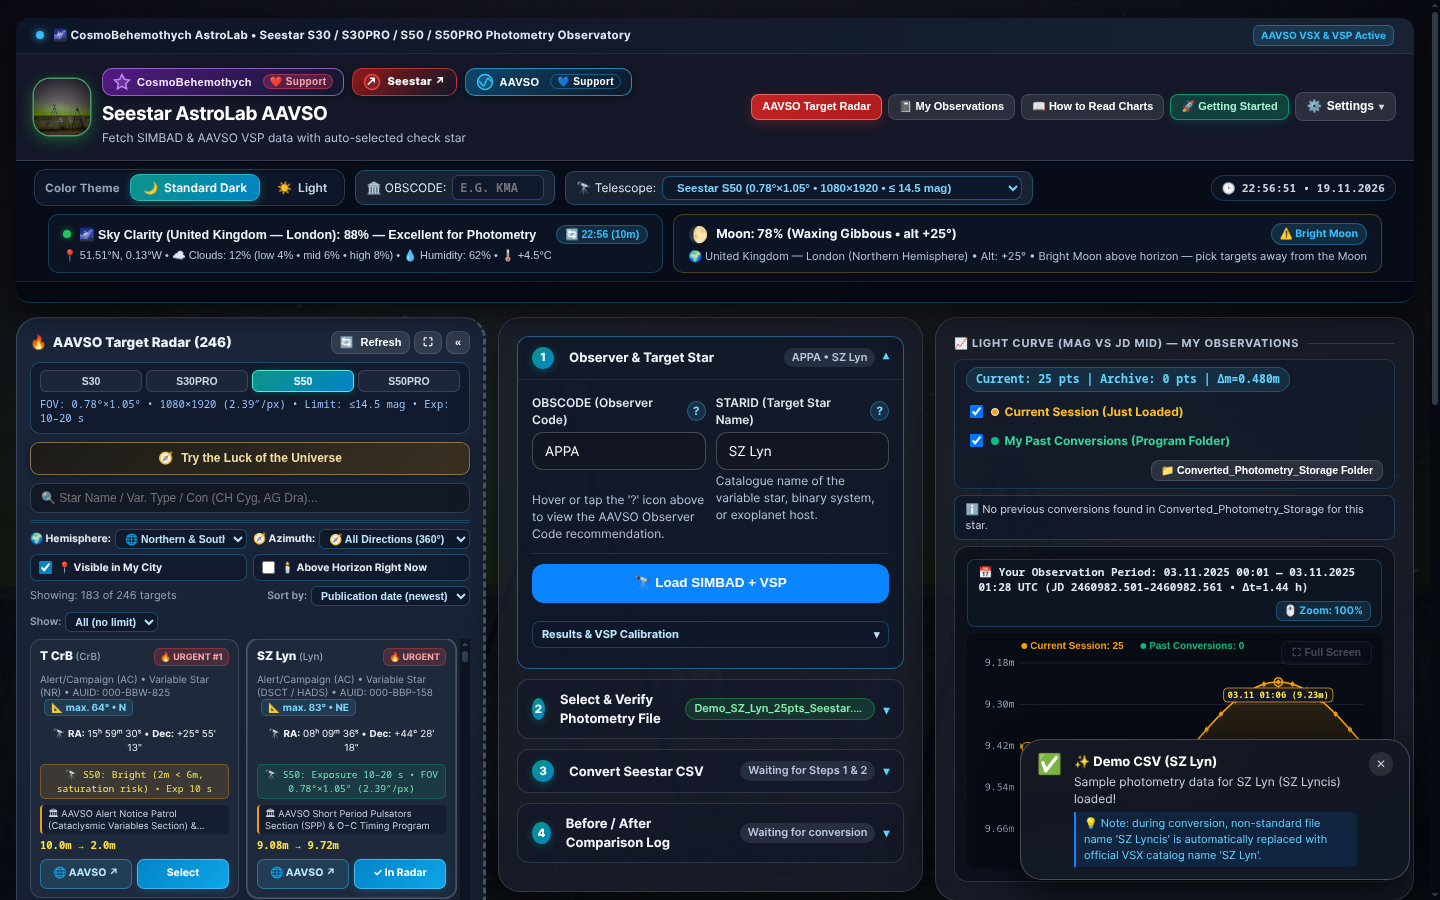 🌌 CosmoBehemothych AstroLab • Seestar S30 / S30PRO / S50 / S50PRO Photometry Observatory
AAVSO VSX & VSP Active
CosmoBehemothych ❤️ Support
Seestar ↗
AAVSO 💙 Support
Seestar AstroLab AAVSO
Fetch SIMBAD & AAVSO VSP data with auto-selected check star
AAVSO Target Radar
📓 My Observations
📖 How to Read Charts
🚀 Getting Started
⚙️ Settings ▾
Color Theme
🌙 Standard Dark
☀️ Light
🏛️ OBSCODE: E.G. KMA
🔭 Telescope: Seestar S50 (0.78°×1.05° • 1080×1920 • ≤ 14.5 mag)
🕒 22:56:51 • 19.11.2026
🌌 Sky Clarity (United Kingdom — London): 88% — Excellent for Photometry
🔄 22:56 (10m)
📍 51.51°N, 0.13°W • ☁️ Clouds: 12% (low 4% • mid 6% • high 8%) • 💧 Humidity: 62% • 🌡️ +4.5°C
Moon: 78% (Waxing Gibbous • alt +25°)
⚠️ Bright Moon
🌍 United Kingdom — London (Northern Hemisphere) • Alt: +25° • Bright Moon above horizon — pick targets away from the Moon
🔥 AAVSO Target Radar (246)
🔄 Refresh
⛶
«
S30
S30PRO
S50
S50PRO
FOV: 0.78°×1.05° • 1080×1920 (2.39″/px) • Limit: ≤14.5 mag • Exp:
10–20 s
🧭 Try the Luck of the Universe
🔍 Star Name / Var. Type / Con (CH Cyg, AG Dra)...
🌍 Hemisphere: 🌐 Northern & South
🧭 Azimuth: 🧭 All Directions (360°)
📍 Visible in My City
Above Horizon Right Now
Showing: 183 of 246 targets
Sort by: Publication date (newest)
Show: All (no limit)
T CrB (CrB)
🔥 URGENT #1
Alert/Campaign (AC) • Variable Star
(NR) • AUID: 000-BBW-825
📐 max. 64° • N
🔭 RA: 15ʰ 59ᵐ 30ˢ • Dec: +25° 55'
13"
🔭 S50: Bright (2m < 6m,
saturation risk) • Exp 10 s
🏛️ AAVSO Alert Notice Patrol
(Cataclysmic Variables Section) &...
10.0m → 2.0m
🌐 AAVSO ↗
Select
SZ Lyn (Lyn)
🔥 URGENT
Alert/Campaign (AC) • Variable Star
(DSCT / HADS) • AUID: 000-BBP-158
📐 max. 83° • NE
🔭 RA: 08ʰ 09ᵐ 36ˢ • Dec: +44° 28'
18"
🔭 S50: Exposure 10–20 s • FOV
0.78°×1.05° (2.39″/px)
🏛️ AAVSO Short Period Pulsators
Section (SPP) & O−C Timing Program
9.08m → 9.72m
🌐 AAVSO ↗
✓ In Radar
1 Observer & Target Star
APPA • SZ Lyn ▲
OBSCODE (Observer
Code)
?
APPA
Hover or tap the '?' icon above
to view the AAVSO Observer
Code recommendation.
STARID (Target Star
Name)
?
SZ Lyn
Catalogue name of the
variable star, binary system,
or exoplanet host.
🔭 Load SIMBAD + VSP
Results & VSP Calibration ▾
2 Select & Verify
Photometry File
Demo_SZ_Lyn_25pts_Seestar.... ▼
3 Convert Seestar CSV
Waiting for Steps 1 & 2 ▼
4 Before / After
Comparison Log
Waiting for conversion ▼
📈 LIGHT CURVE (MAG VS JD MID) — MY OBSERVATIONS
Current: 25 pts | Archive: 0 pts | Δm=0.480m
Current Session (Just Loaded)
My Past Conversions (Program Folder)
📁 Converted_Photometry_Storage Folder
ℹ️ No previous conversions found in Converted_Photometry_Storage for this
star.
📅 Your Observation Period: 03.11.2025 00:01 — 03.11.2025
01:28 UTC (JD 2460982.501–2460982.561 • Δt=1.44 h)
🖱️ Zoom: 100%
Current Session: 25
Past Conversions: 0
⛶ Full Screen
9.18m
03.11 01:06 (9.23m)
9.30m
9.42m
9.54m
9.66m
✅ ✨ Demo CSV (SZ Lyn)
✕
Sample photometry data for SZ Lyn (SZ Lyncis)
loaded!
💡 Note: during conversion, non-standard file
name 'SZ Lyncis' is automatically replaced with
official VSX catalog name 'SZ Lyn'.